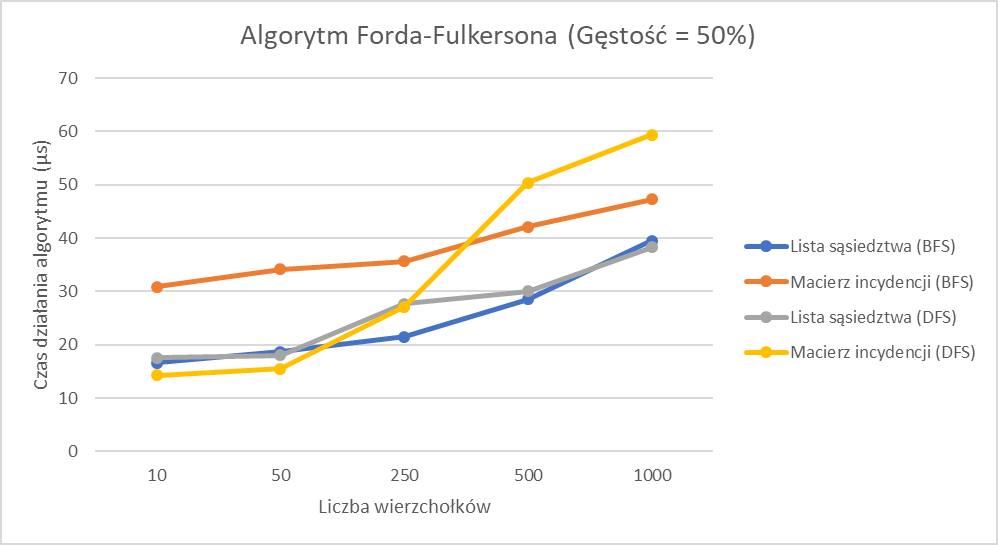 Algorytm Forda-Fulkersona (Gęstość = 50%)
70
60
50
40
30
20
10
0
Czas działania algorytmu (µs)
10 50 250 500 1000
Liczba wierzchołków
Lista sąsiedztwa (BFS)
Macierz incydencji (BFS)
Lista sąsiedztwa (DFS)
Macierz incydencji (DFS)